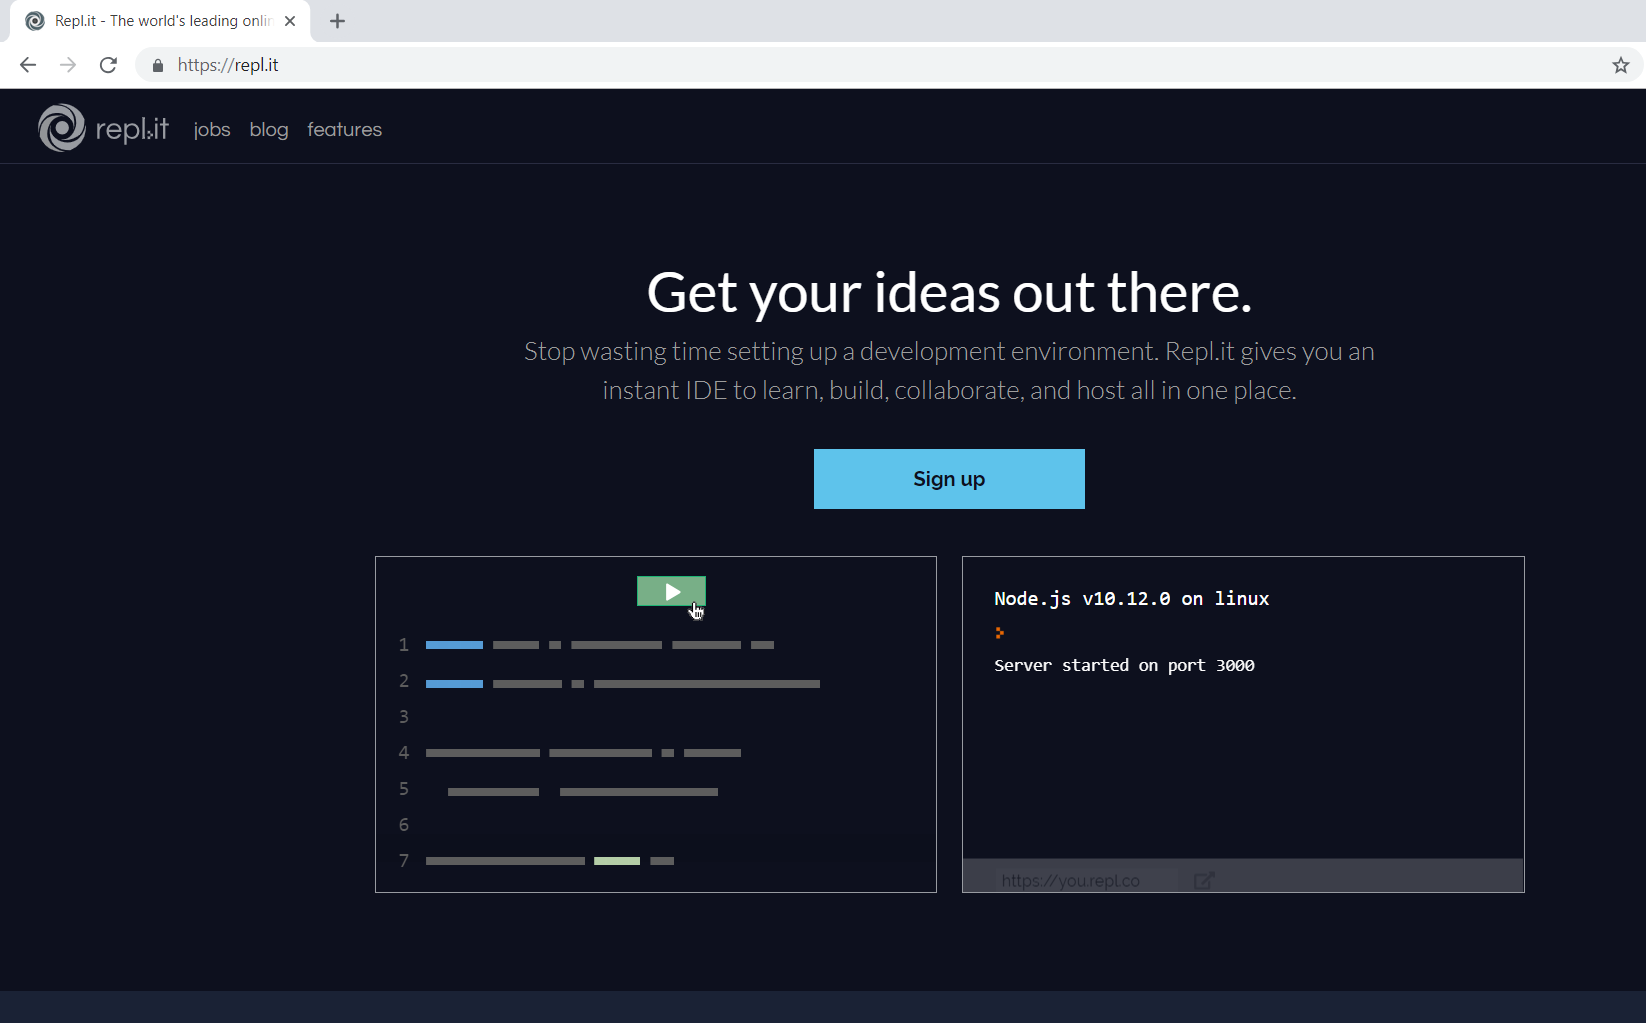 Repl.it - The world's leading onlin
https://repl.it
repl.it jobs blog features
Get your ideas out there.
Stop wasting time setting up a development environment. Repl.it gives you an
instant IDE to learn, build, collaborate, and host all in one place.
Sign up
1
2
3
4
5
6
7
Node.js v10.12.0 on linux
Server started on port 3000
https://you.repl.co